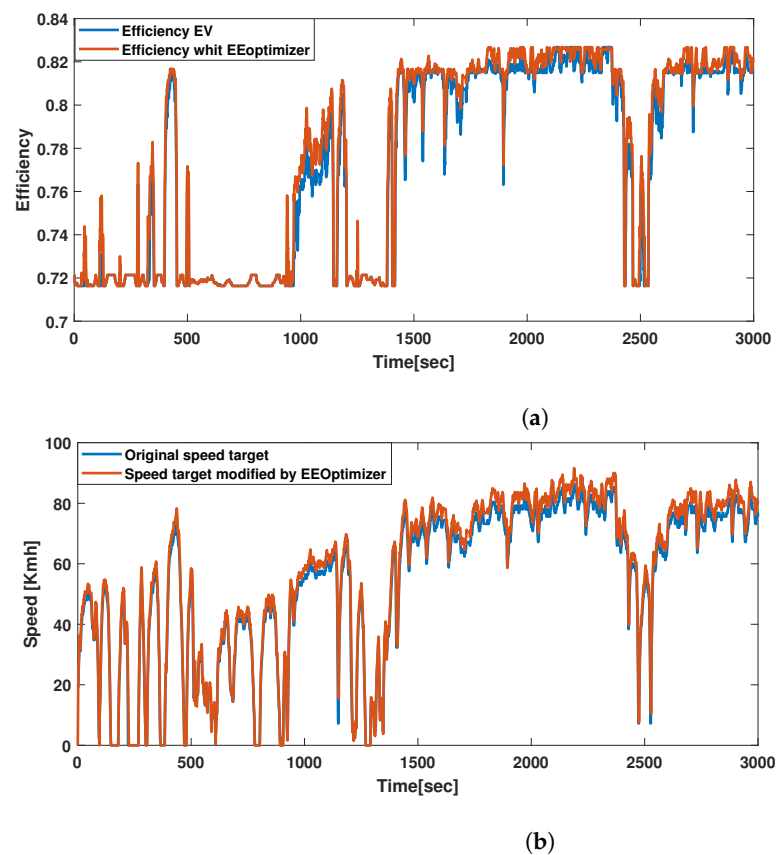 0.84
Efficiency EV
Efficiency whit EEoptimizer
0.82
0.8
0.78
0.76
0.74
0.72
0.7
Efficiency
0 500 1000 1500 2000 2500 3000
Time[sec]
(a)
100
Original speed target
Speed target modified by EEOptimizer
80
60
40
20
0
Speed [Kmh]
0 500 1000 1500 2000 2500 3000
Time[sec]
(b)